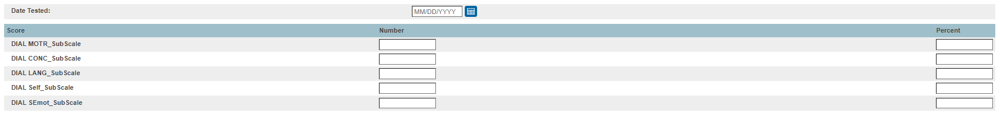 Date Tested: MM/DD/YYYY
Score Number Percent
DIAL MOTR_SubScale
DIAL CONC_SubScale
DIAL LANG_SubScale
DIAL Self_SubScale
DIAL SEmot_SubScale